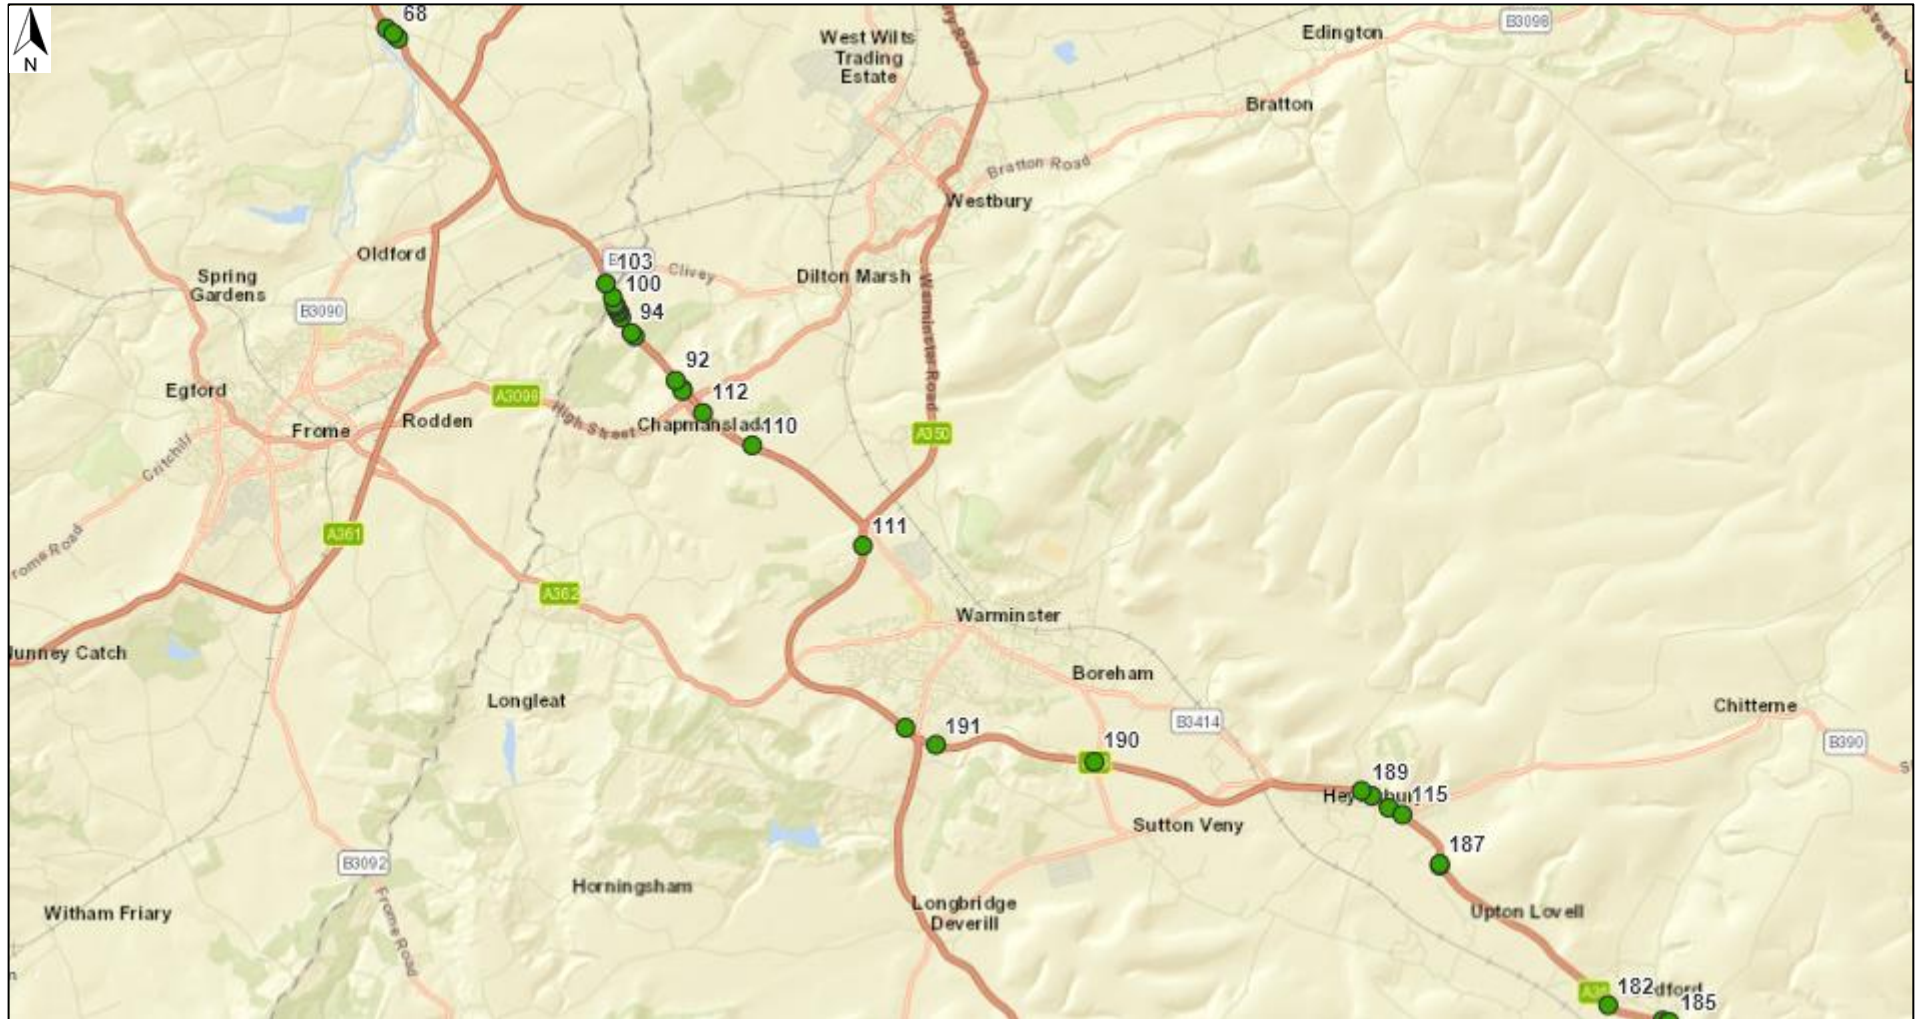 68
N
West Wilts
Trading
Estate
Edington
B3098
Bratton
Bratton Road
Westbury
Oldford
Spring
Gardens
B3090
103
100
94
Clivey
Dilton Marsh
Warminster Road
92
112
Egford
A3098
High Street
Rodden
Frome
Critchill
110
A350
A361
111
A362
Warminster
Boreham
Longleat
B3414
Chitterne
B390
191
190
189
115
Sutton Veny
187
B3092
Horningsham
Frome Road
Witham Friary
Longbridge
Deverill
Upton Lovell
182
185